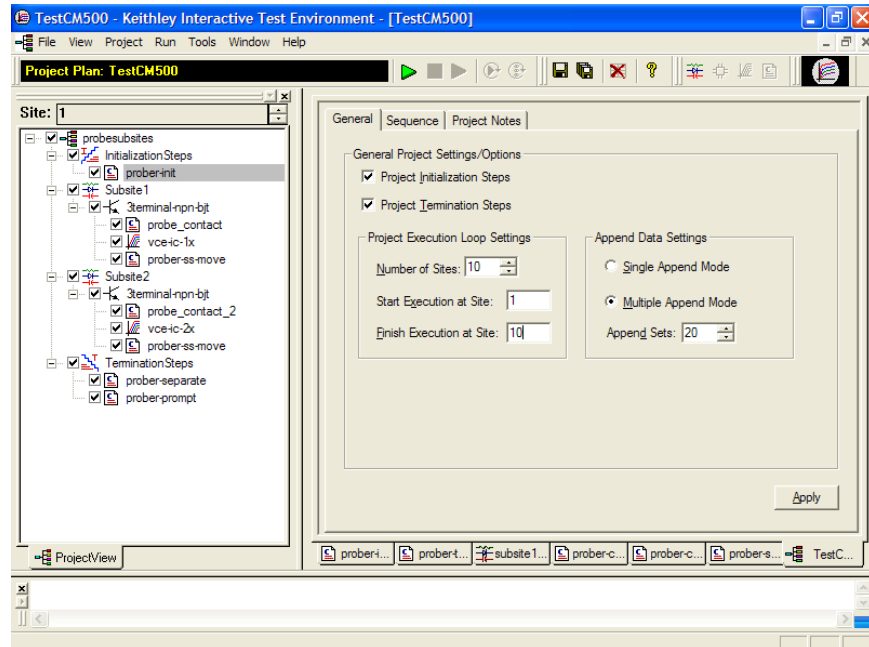 TestCM500 - Keithley Interactive Test Environment - [TestCM500]
File View Project Run Tools Window Help
Project Plan: TestCM500
Site: 1
probesubsites
InitializationSteps
prober-init
Subsite1
3terminal-npn-bjt
probe_contact
vce-ic-1x
prober-ss-move
Subsite2
3terminal-npn-bjt
probe_contact_2
vce-ic-2x
prober-ss-move
TerminationSteps
prober-separate
prober-prompt
ProjectView
General Sequence Project Notes
General Project Settings/Options
Project Initialization Steps
Project Termination Steps
Project Execution Loop Settings
Number of Sites: 10
Start Execution at Site: 1
Finish Execution at Site: 10
Append Data Settings
Single Append Mode
Multiple Append Mode
Append Sets: 20
Apply
prober-i... prober-t... subsite1... prober-c... prober-c... prober-s... TestC...